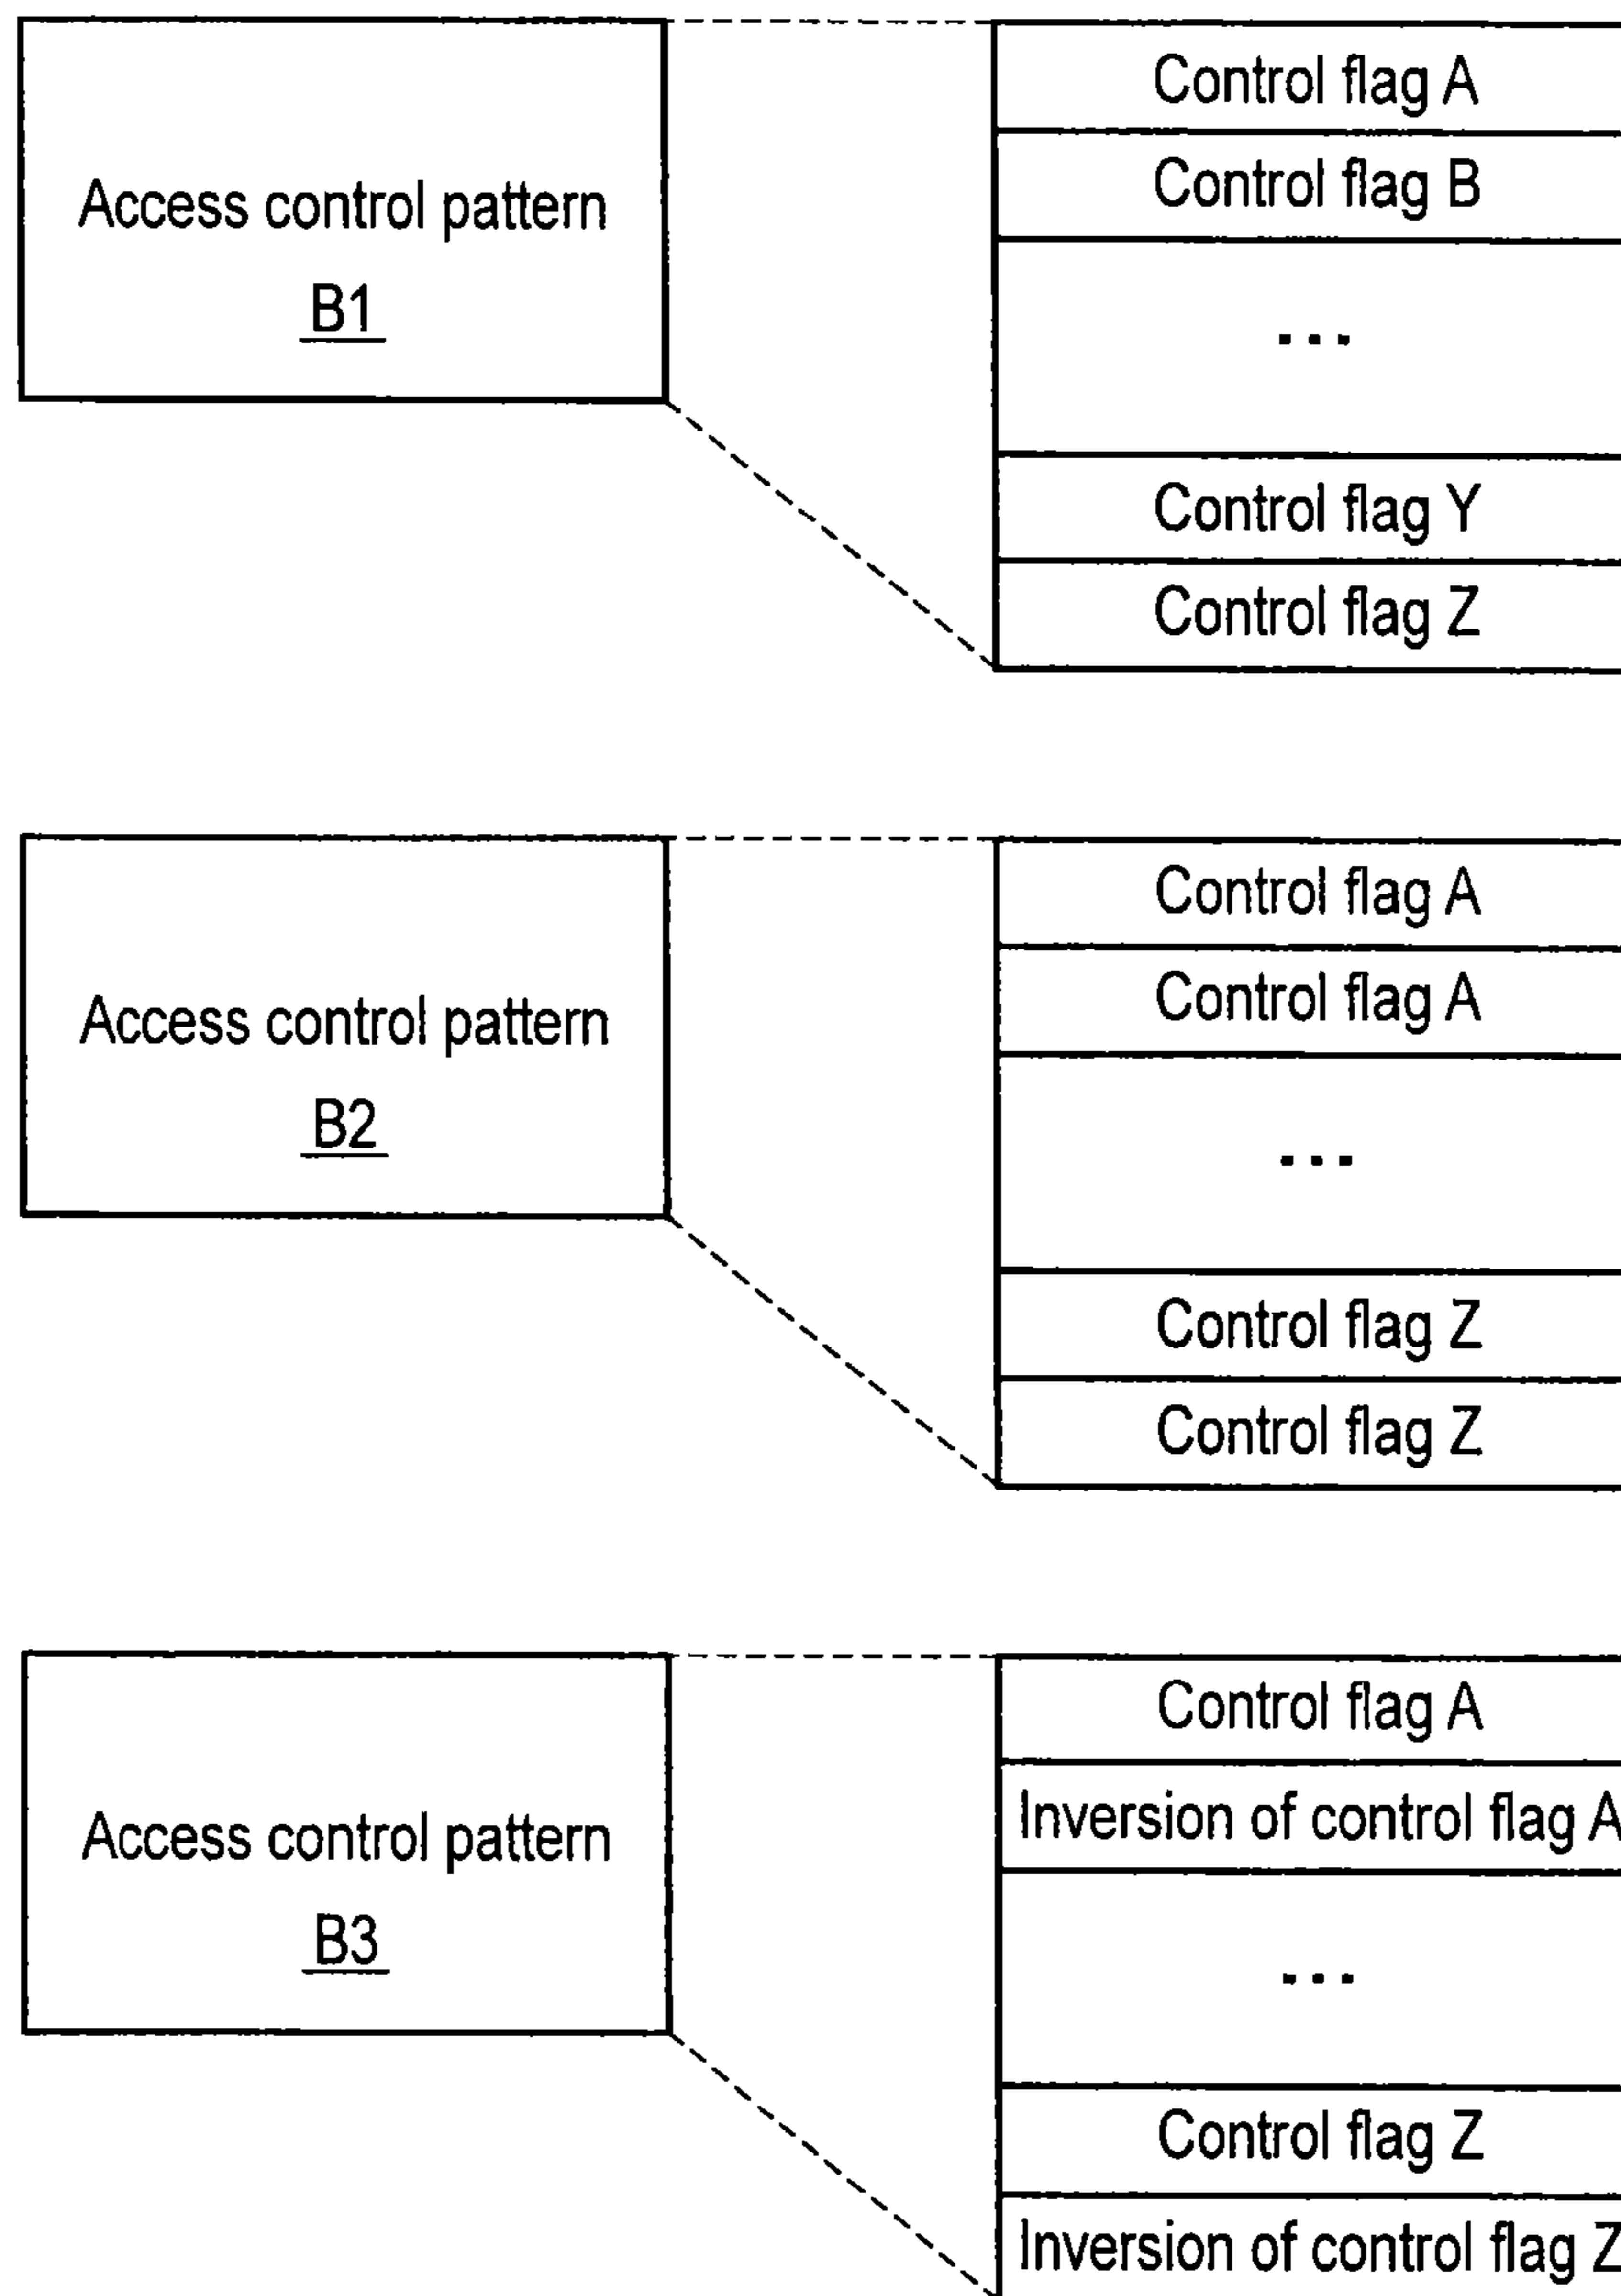 Control flag A
Control flag B
Access control pattern
B1
...
Control flag Y
Control flag Z
Control flag A
Control flag A
Access control pattern
B2
...
Control flag Z
Control flag Z
Control flag A
Inversion of control flag A
Access control pattern
B3
...
Control flag Z
Inversion of control flag Z